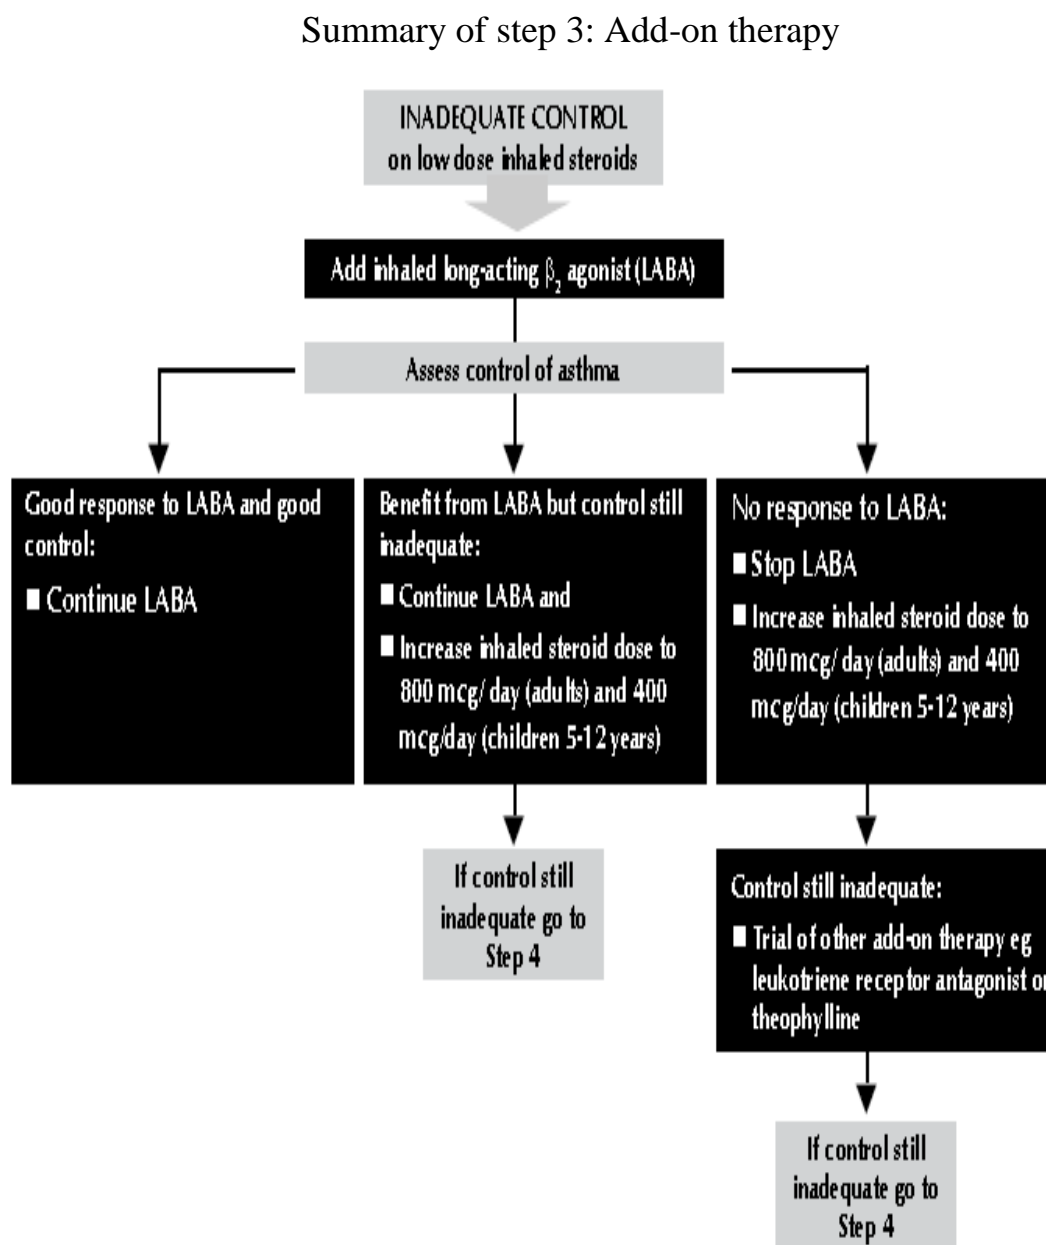 Summary of step 3: Add-on therapy
INADEQUATE CONTROL
on low dose inhaled steroids
Add inhaled long-acting β₂ agonist (LABA)
Assess control of asthma
Good response to LABA and good
control:
■ Continue LABA
Benefit from LABA but control still
inadequate:
■ Continue LABA and
■ Increase inhaled steroid dose to
800 mcg/ day (adults) and 400
mcg/day (children 5-12 years)
If control still
inadequate go to
Step 4
No response to LABA:
■ Stop LABA
■ Increase inhaled steroid dose to
800 mcg/ day (adults) and 400
mcg/day (children 5-12 years)
Control still inadequate:
■ Trial of other add-on therapy eg
leukotriene receptor antagonist or
theophylline
If control still
inadequate go to
Step 4